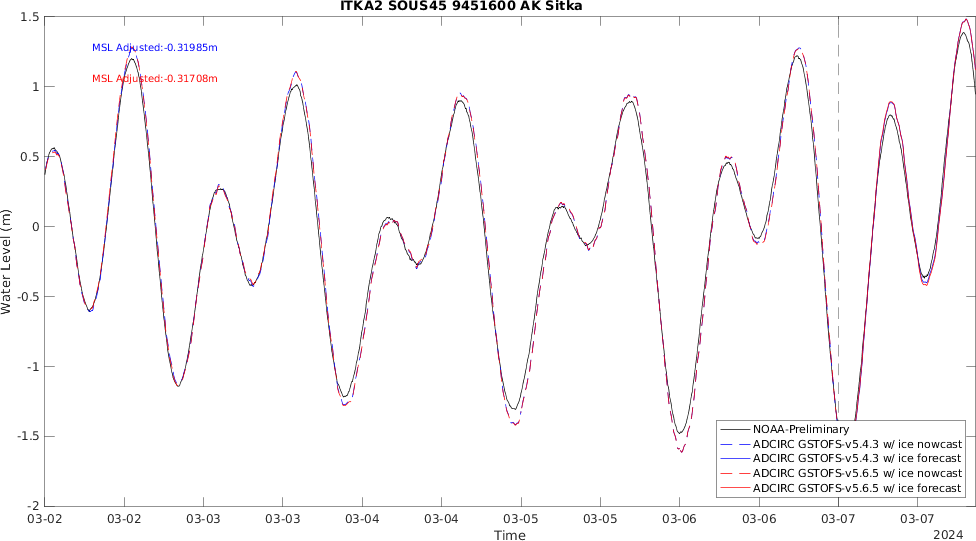 ITKA2 SOUS45 9451600 AK Sitka
MSL Adjusted:-0.31985m
MSL Adjusted:-0.31708m
Water Level (m)
1.5
1
0.5
0
-0.5
-1
-1.5
-2
NOAA-Preliminary
ADCIRC GSTOFS-v5.4.3 w/ ice nowcast
ADCIRC GSTOFS-v5.4.3 w/ ice forecast
ADCIRC GSTOFS-v5.6.5 w/ ice nowcast
ADCIRC GSTOFS-v5.6.5 w/ ice forecast
03-02 03-02 03-03 03-03 03-04 03-04 03-05 03-05 03-06 03-06 03-07 03-07
Time
2024